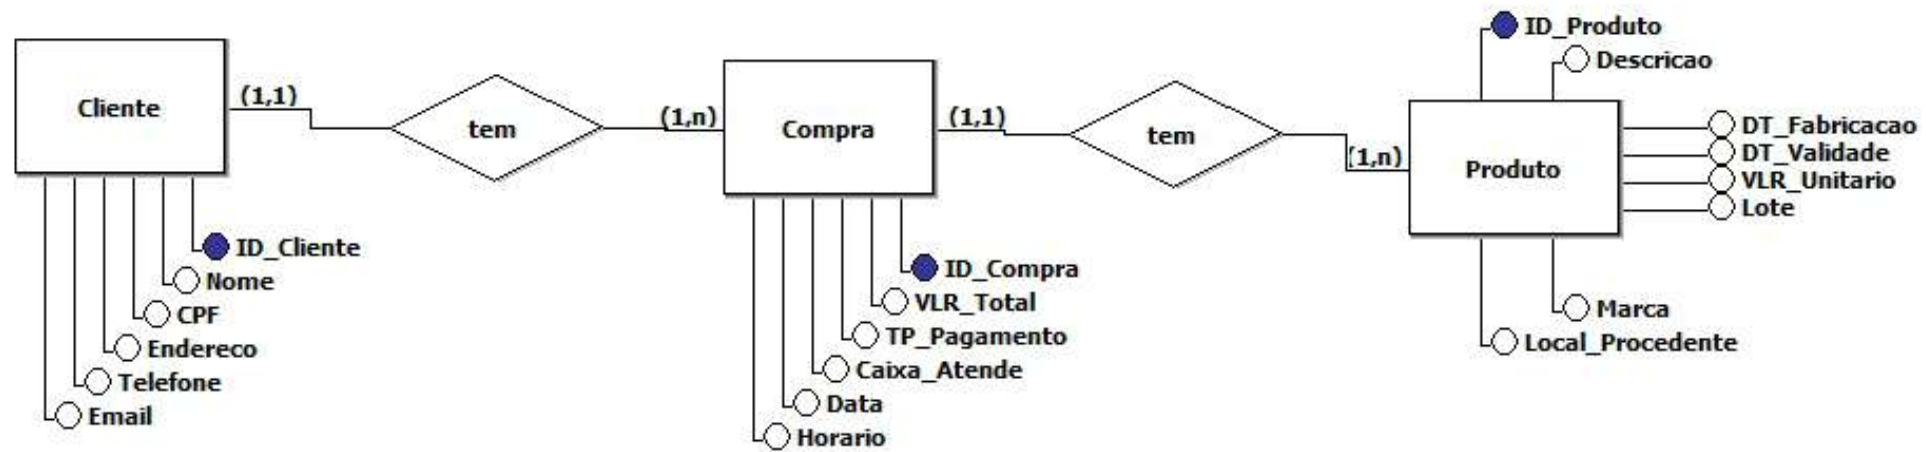 Cliente
(1,1)
tem
(1,n)
Compra
(1,1)
tem
(1,n)
Produto
ID_Cliente
Nome
CPF
Endereco
Telefone
Email
ID_Compra
VLR_Total
TP_Pagamento
Caixa_Atende
Data
Horario
ID_Produto
Descricao
DT_Fabricacao
DT_Validade
VLR_Unitario
Lote
Marca
Local_Procedente